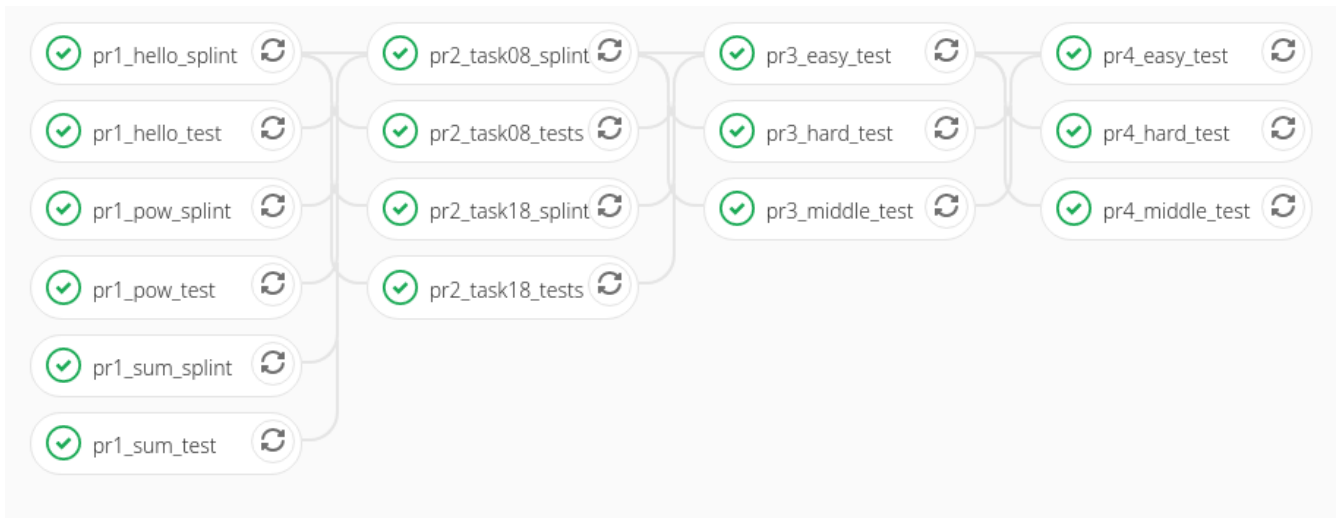 pr1_hello_splint
pr1_hello_test
pr1_pow_splint
pr1_pow_test
pr1_sum_splint
pr1_sum_test
pr2_task08_splint
pr2_task08_tests
pr2_task18_splint
pr2_task18_tests
pr3_easy_test
pr3_hard_test
pr3_middle_test
pr4_easy_test
pr4_hard_test
pr4_middle_test